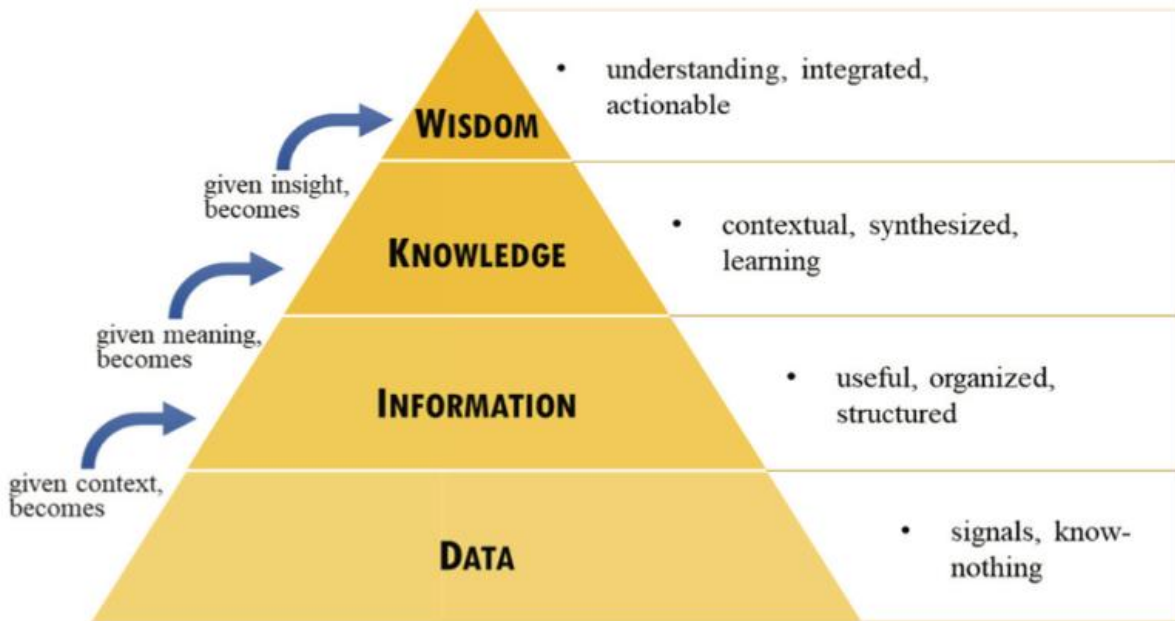 • understanding, integrated,
actionable
WISDOM
given insight,
becomes
• contextual, synthesized,
learning
KNOWLEDGE
given meaning,
becomes
• useful, organized,
structured
INFORMATION
given context,
becomes
• signals, know-
nothing
DATA